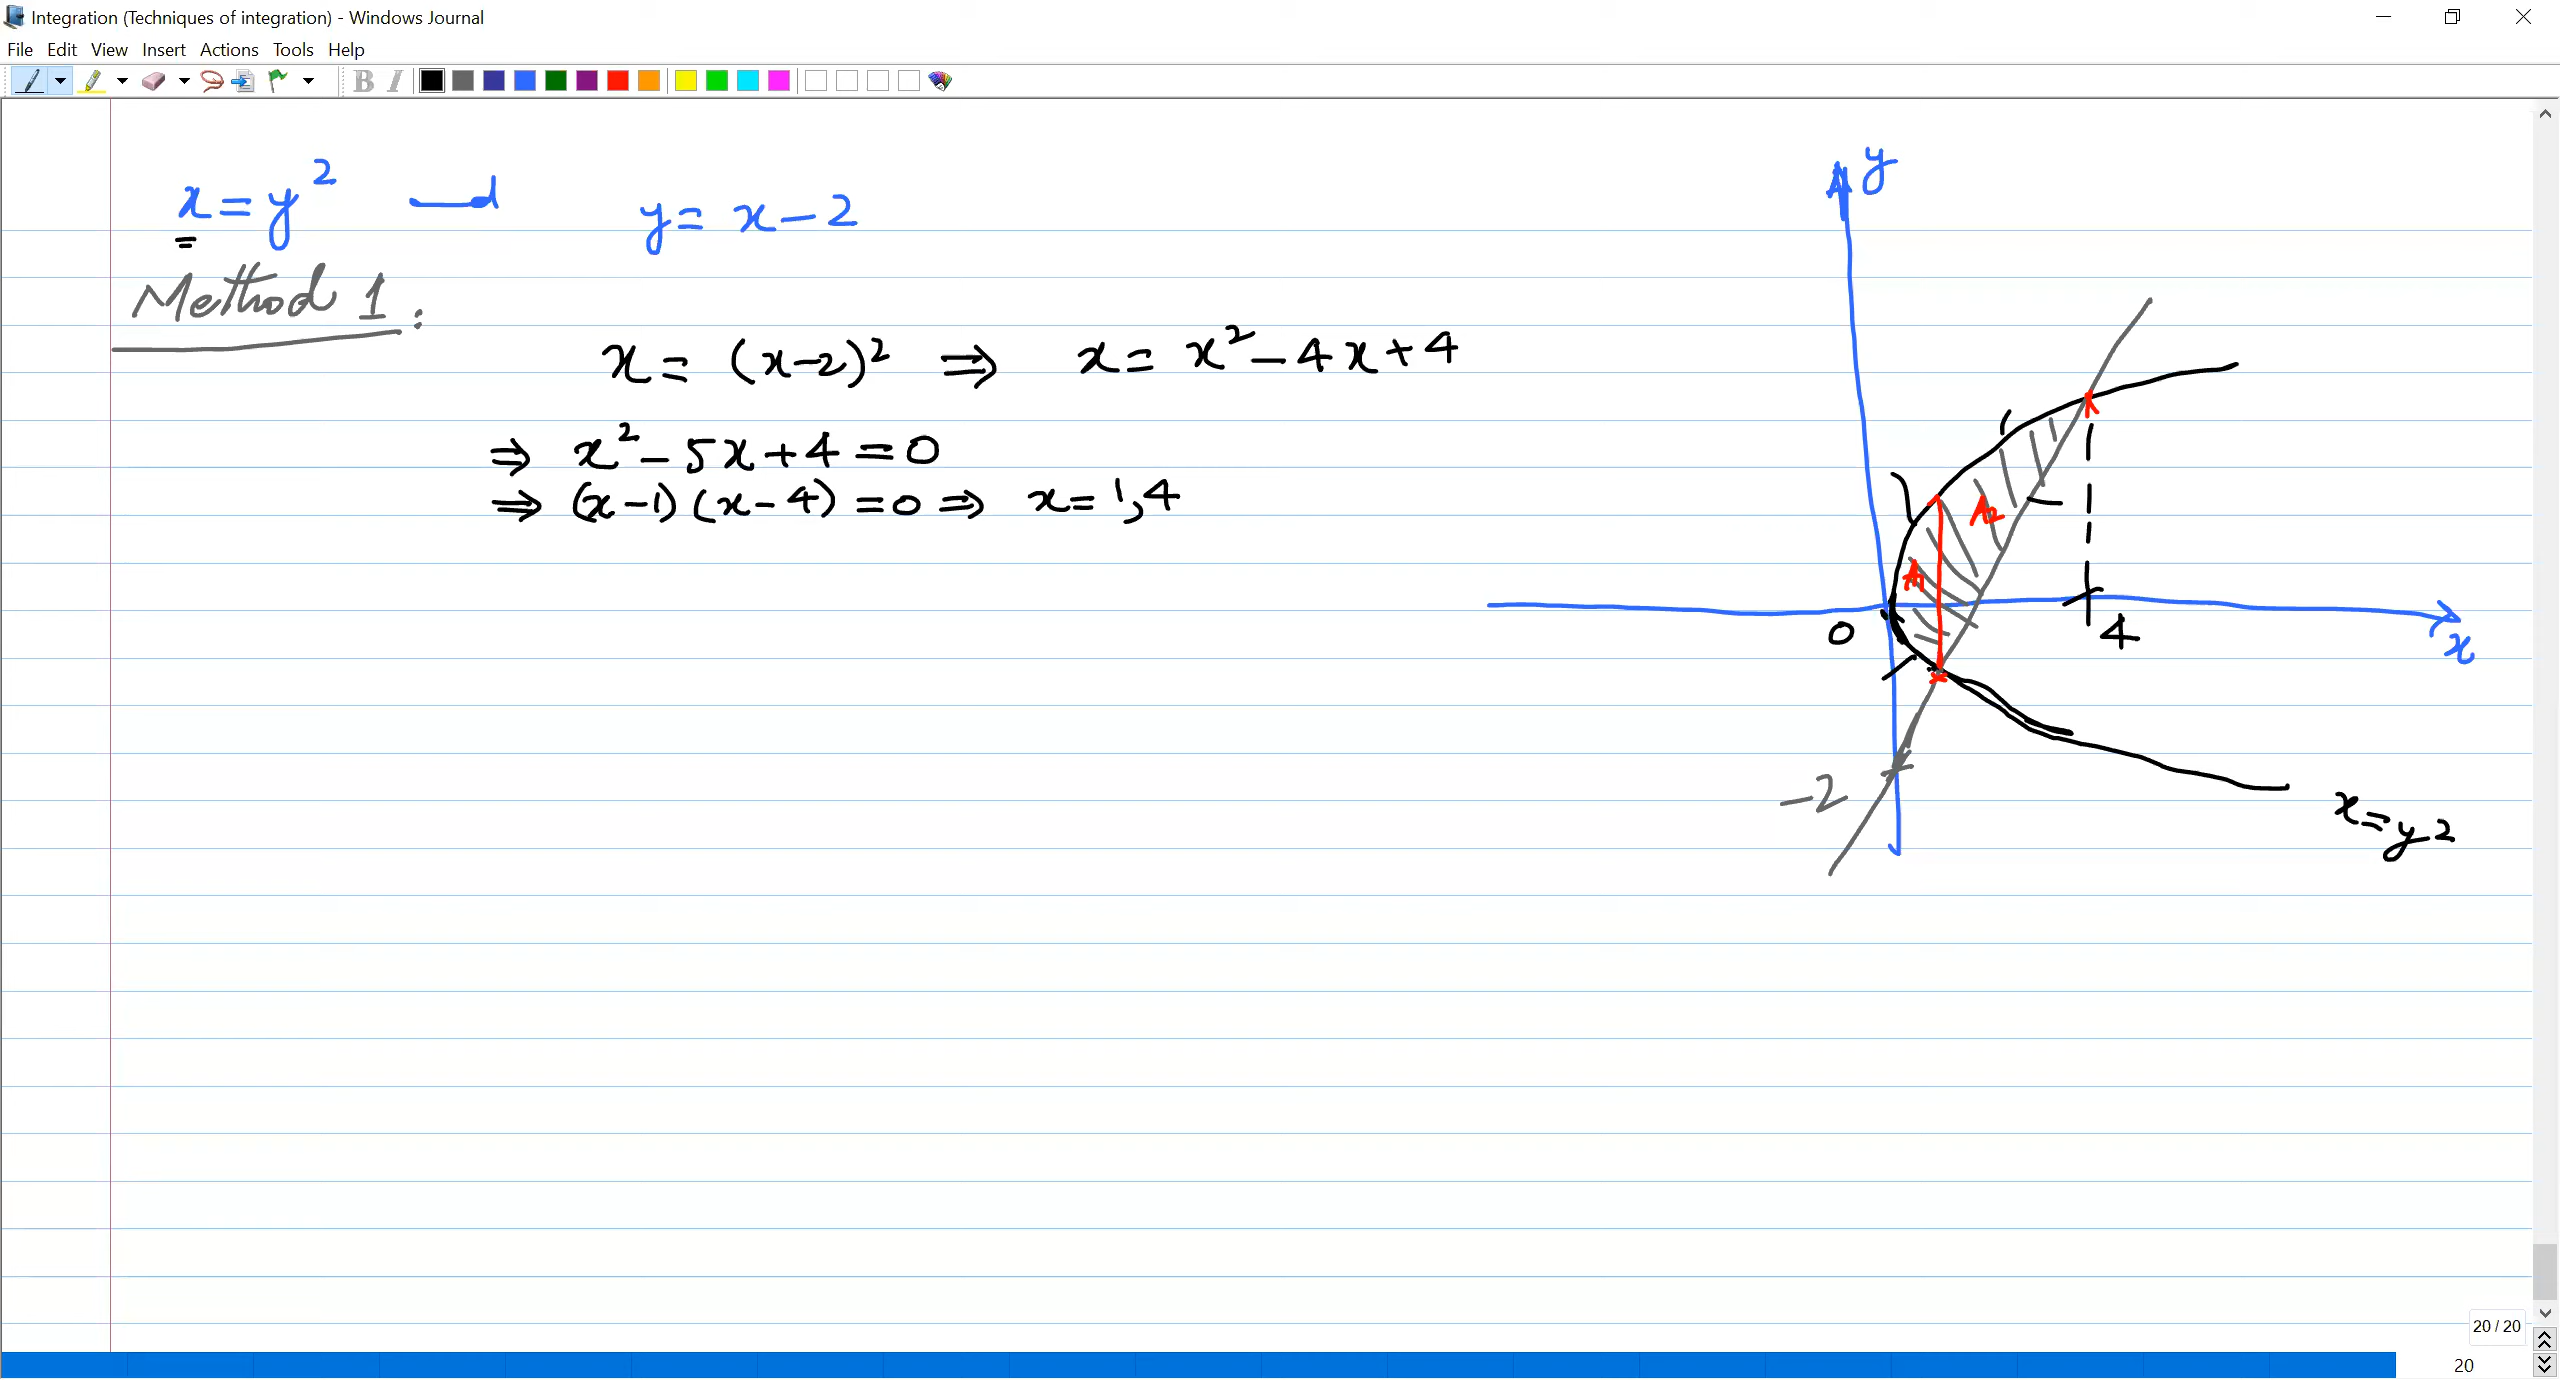 Integration (Techniques of integration) - Windows Journal
File Edit View Insert Actions Tools Help
B I
x = y² and y = x - 2
Method 1 :
x = (x-2)² ⇒ x = x² - 4x + 4
⇒ x² - 5x + 4 = 0
⇒ (x-1)(x-4) = 0 ⇒ x = 1, 4
y
A₂
A₁
0
4
x
-2
x = y²
20 / 20
20